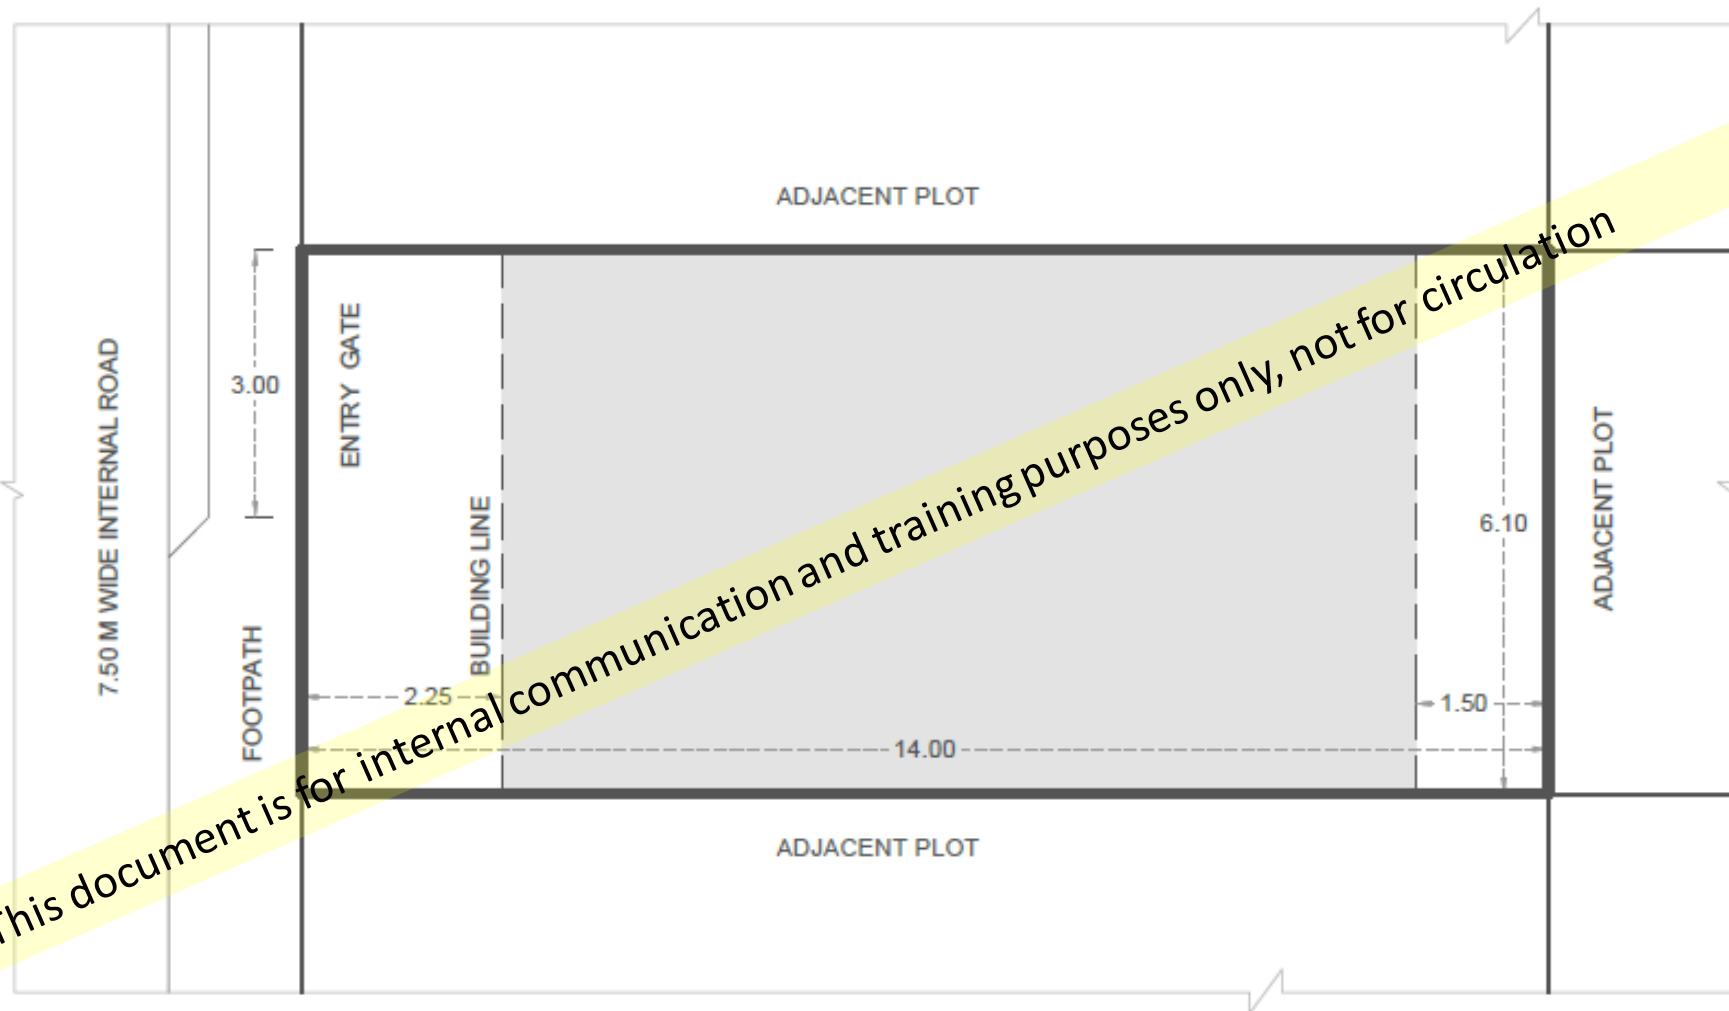 ADJACENT PLOT
7.50 M WIDE INTERNAL ROAD
3.00
ENTRY GATE
FOOTPATH
BUILDING LINE
2.25
14.00
1.50
6.10
ADJACENT PLOT
ADJACENT PLOT
This document is for internal communication and training purposes only, not for circulation